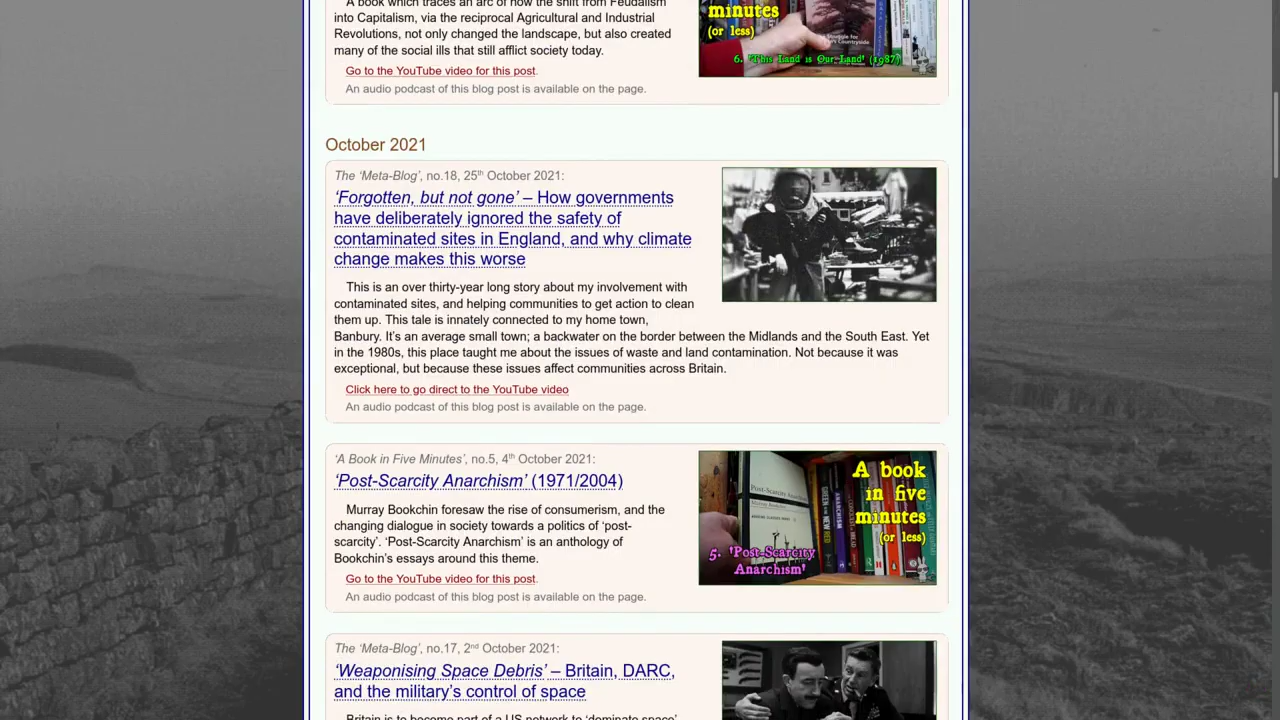 A book which traces an arc of how the shift from Feudalism
into Capitalism, via the reciprocal Agricultural and Industrial
Revolutions, not only changed the landscape, but also created
many of the social ills that still afflict society today.
Go to the YouTube video for this post.
An audio podcast of this blog post is available on the page.
minutes
(or less)
6. 'This Land is Our Land' (1987)
October 2021
The ‘Meta-Blog’, no.18, 25th October 2021:
‘Forgotten, but not gone’ – How governments
have deliberately ignored the safety of
contaminated sites in England, and why climate
change makes this worse
This is an over thirty-year long story about my involvement with
contaminated sites, and helping communities to get action to clean
them up. This tale is innately connected to my home town,
Banbury. It’s an average small town; a backwater on the border between the Midlands and the South East. Yet
in the 1980s, this place taught me about the issues of waste and land contamination. Not because it was
exceptional, but because these issues affect communities across Britain.
Click here to go direct to the YouTube video
An audio podcast of this blog post is available on the page.
‘A Book in Five Minutes’, no.5, 4th October 2021:
‘Post-Scarcity Anarchism’ (1971/2004)
Murray Bookchin foresaw the rise of consumerism, and the
changing dialogue in society towards a politics of ‘post-
scarcity’. ‘Post-Scarcity Anarchism’ is an anthology of
Bookchin’s essays around this theme.
Go to the YouTube video for this post.
An audio podcast of this blog post is available on the page.
A book
in five
minutes
(or less)
5. 'Post-Scarcity
Anarchism'
The ‘Meta-Blog’, no.17, 2nd October 2021:
‘Weaponising Space Debris’ – Britain, DARC,
and the military’s control of space
Britain is to become part of a US network to ‘dominate space’